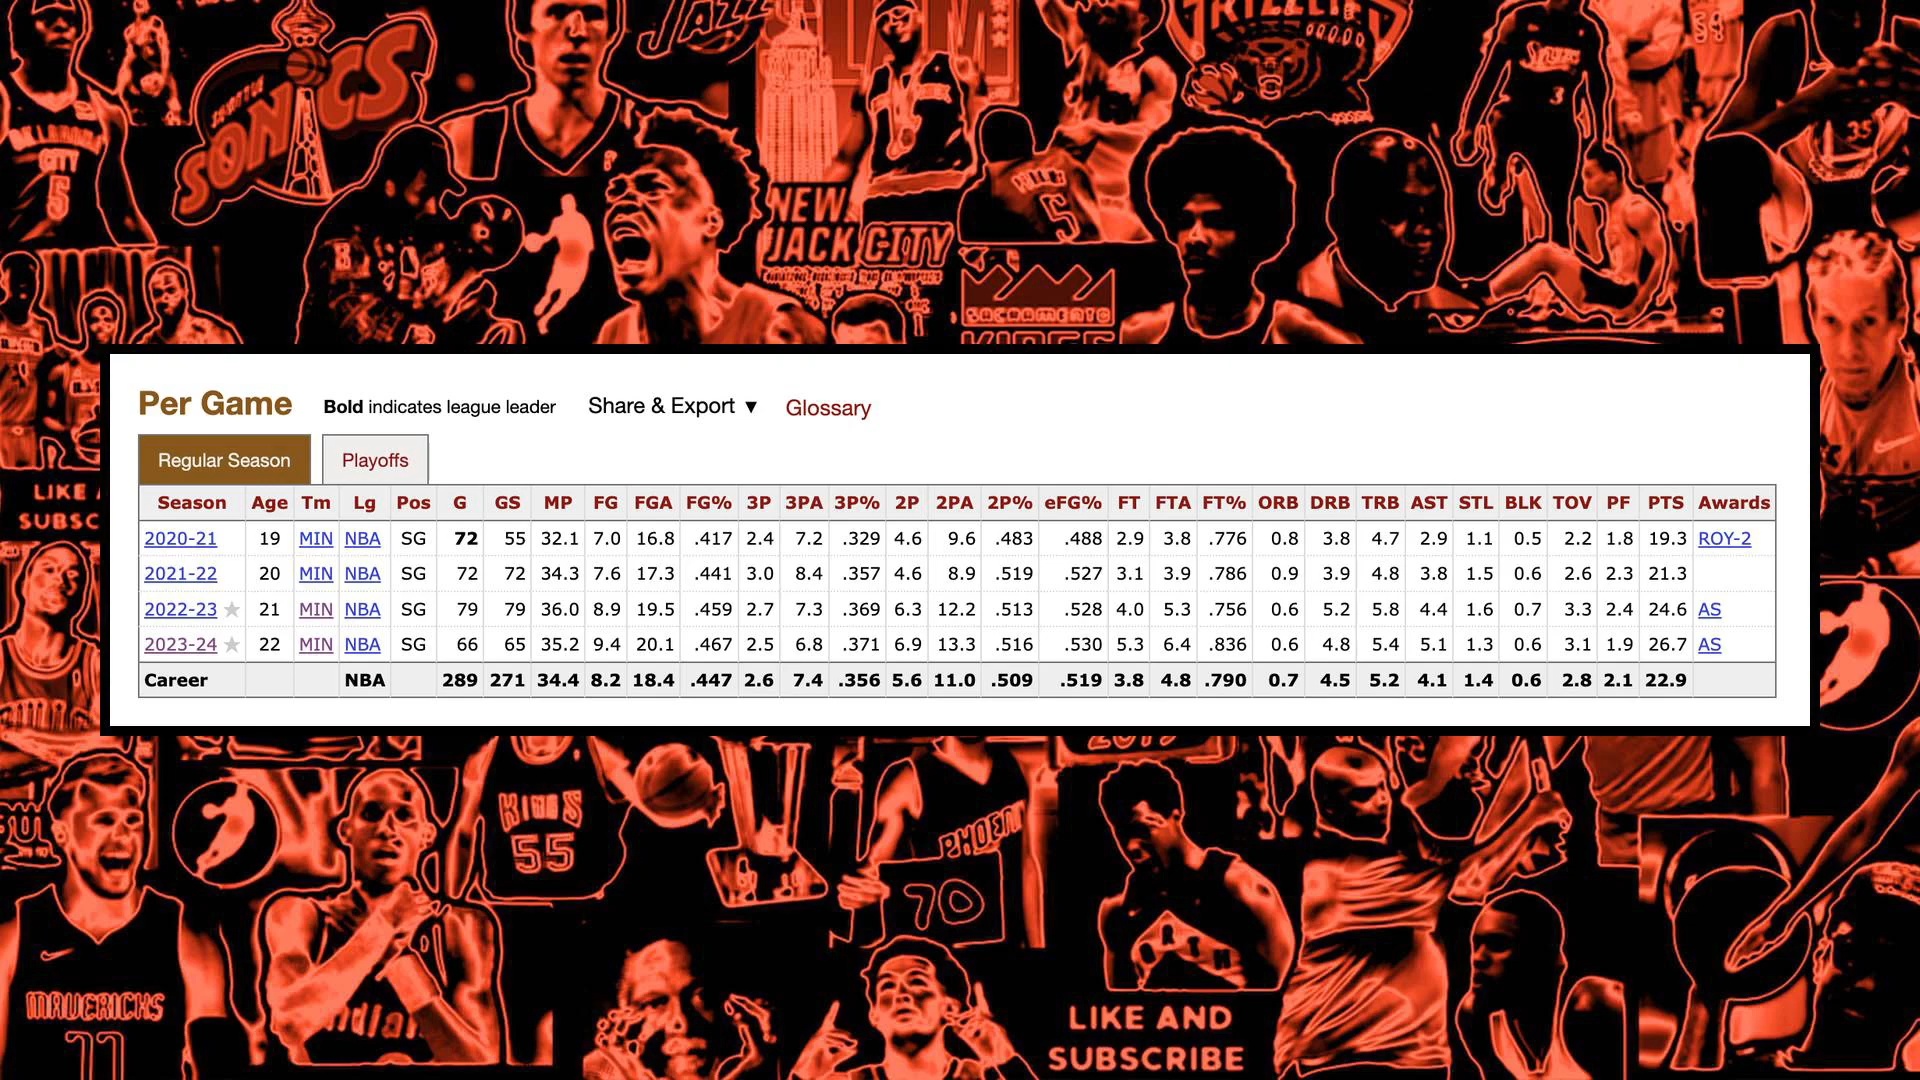 JAZZ
GRIZZLIES
SEATTLE
SONICS
OKLAHOMA
CITY
5
3
35
NEW
JACK CITY
5
SACRAMENTO
KINGS
LIKE
SUBSC
Per Game Bold indicates league leader Share & Export ▼ Glossary
Regular Season Playoffs
Season Age Tm Lg Pos G GS MP FG FGA FG% 3P 3PA 3P% 2P 2PA 2P% eFG% FT FTA FT% ORB DRB TRB AST STL BLK TOV PF PTS Awards
2020-21 19 MIN NBA SG 72 55 32.1 7.0 16.8 .417 2.4 7.2 .329 4.6 9.6 .483 .488 2.9 3.8 .776 0.8 3.8 4.7 2.9 1.1 0.5 2.2 1.8 19.3 ROY-2
2021-22 20 MIN NBA SG 72 72 34.3 7.6 17.3 .441 3.0 8.4 .357 4.6 8.9 .519 .527 3.1 3.9 .786 0.9 3.9 4.8 3.8 1.5 0.6 2.6 2.3 21.3
2022-23 ★ 21 MIN NBA SG 79 79 36.0 8.9 19.5 .459 2.7 7.3 .369 6.3 12.2 .513 .528 4.0 5.3 .756 0.6 5.2 5.8 4.4 1.6 0.7 3.3 2.4 24.6 AS
2023-24 ★ 22 MIN NBA SG 66 65 35.2 9.4 20.1 .467 2.5 6.8 .371 6.9 13.3 .516 .530 5.3 6.4 .836 0.6 4.8 5.4 5.1 1.3 0.6 3.1 1.9 26.7 AS
Career NBA 289 271 34.4 8.2 18.4 .447 2.6 7.4 .356 5.6 11.0 .509 .519 3.8 4.8 .790 0.7 4.5 5.2 4.1 1.4 0.6 2.8 2.1 22.9
KINGS
55
PHOENI
70
MAVERICKS
77
LIKE AND
SUBSCRIBE